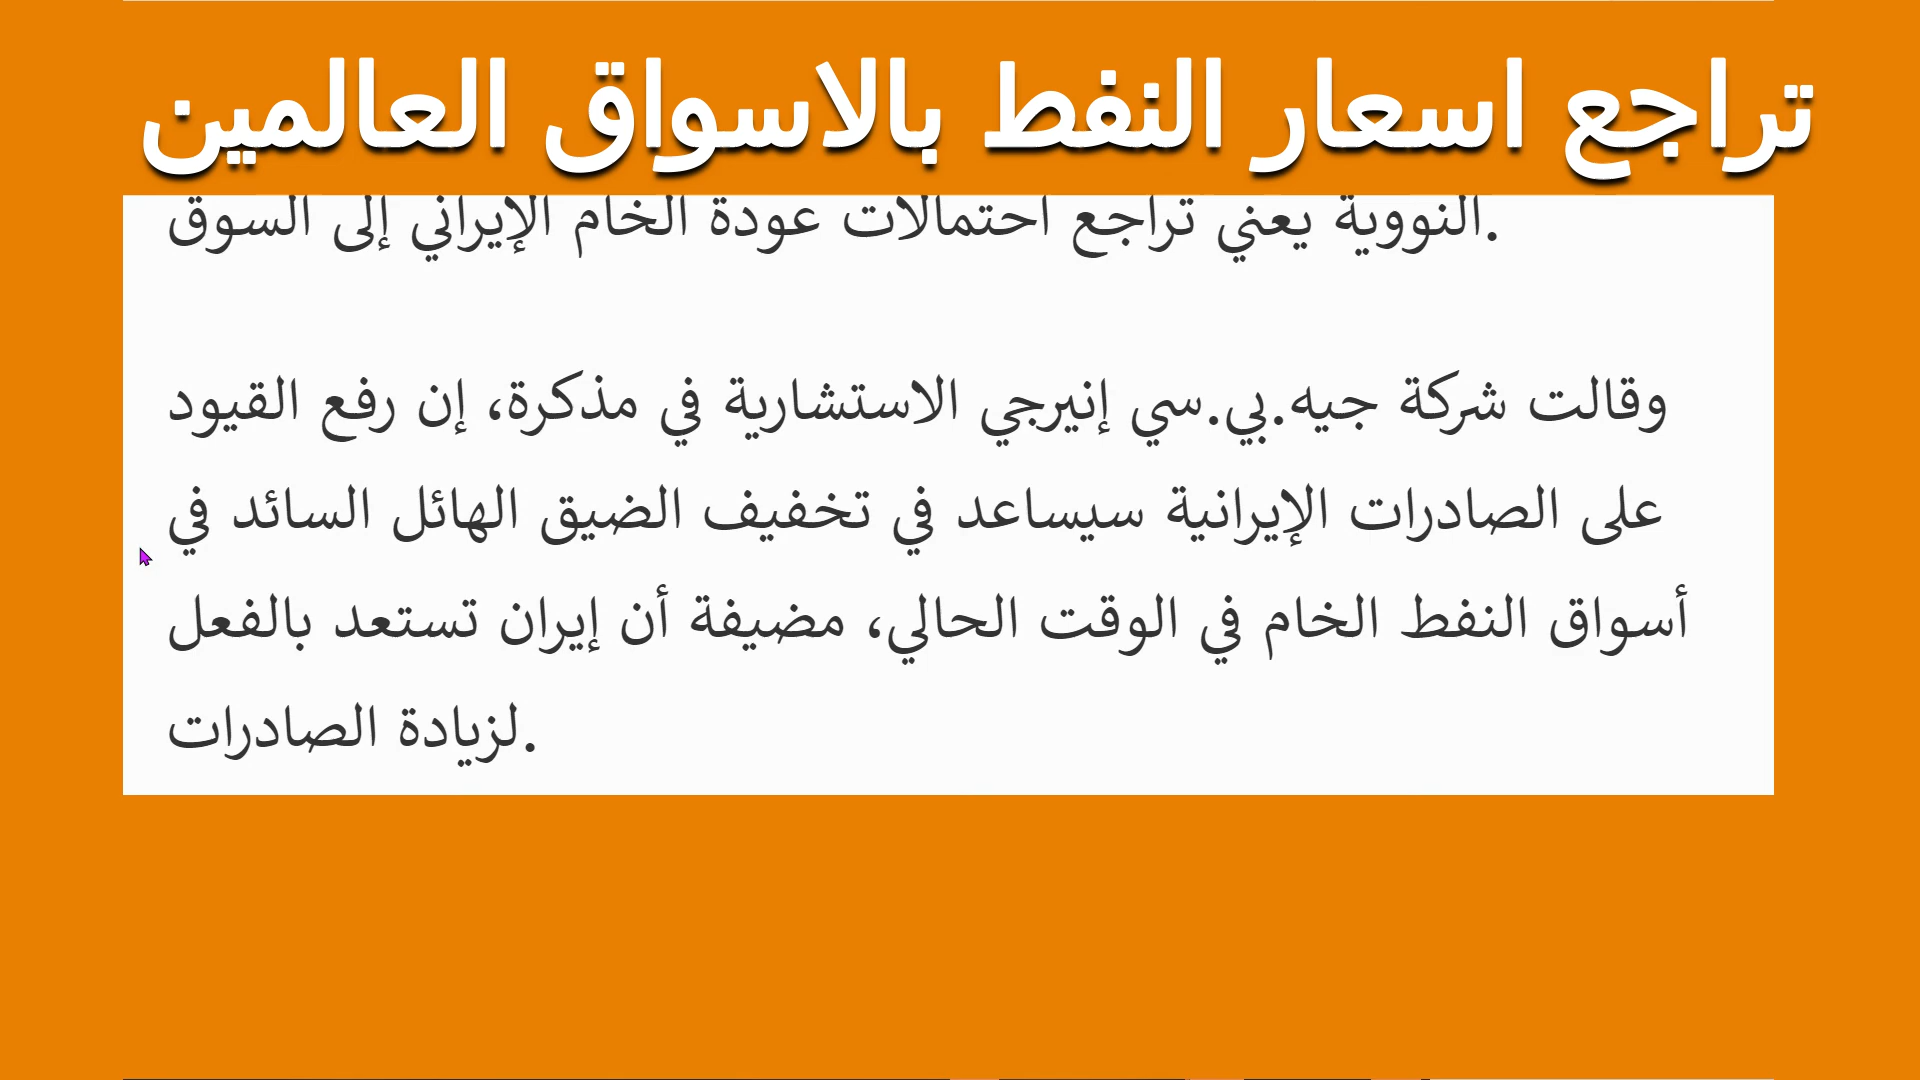 تراجع اسعار النفط بالاسواق العالمين
النووية يعني تراجع احتمالات عودة الخام الإيراني إلى السوق.
وقالت شركة جيه.بي.سي إنيرجي الاستشارية في مذكرة، إن رفع القيود
على الصادرات الإيرانية سيساعد في تخفيف الضيق الهائل السائد في
أسواق النفط الخام في الوقت الحالي، مضيفة أن إيران تستعد بالفعل
لزيادة الصادرات.